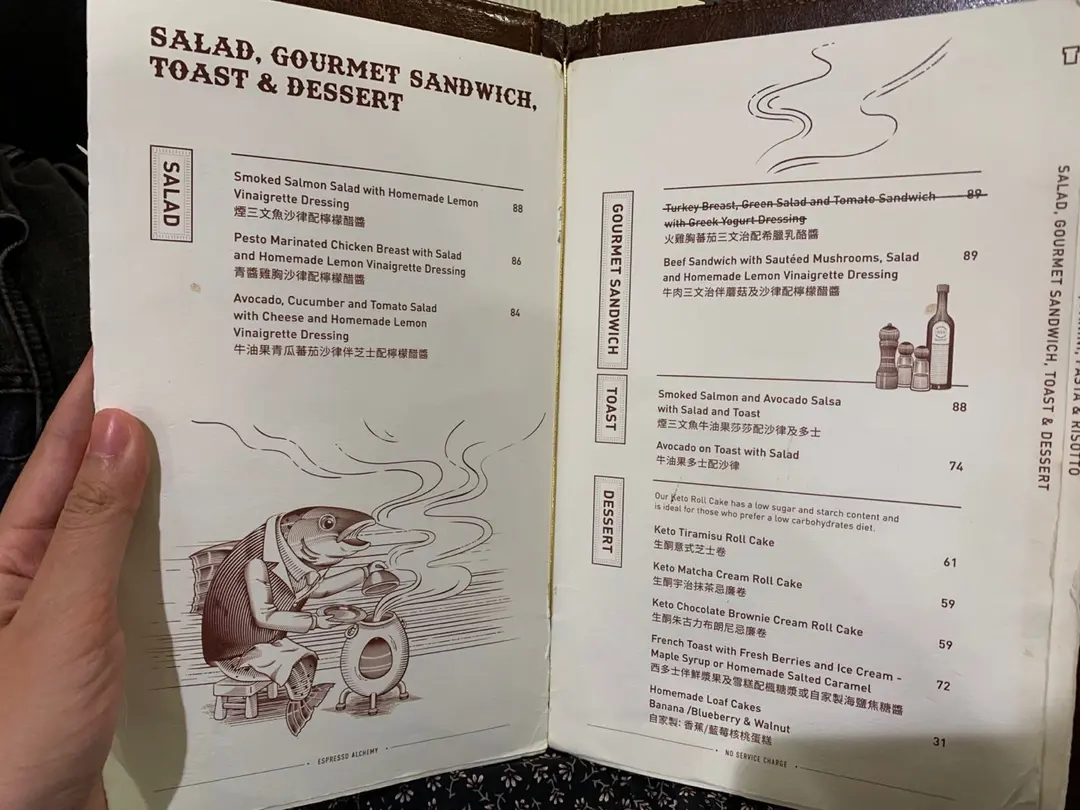 SALAD, GOURMET SANDWICH,
TOAST & DESSERT
SALAD
Smoked Salmon Salad with Homemade Lemon
Vinaigrette Dressing 88
煙三文魚沙律配檸檬醋醬
Pesto Marinated Chicken Breast with Salad
and Homemade Lemon Vinaigrette Dressing 86
青醬雞胸沙律配檸檬醋醬
Avocado, Cucumber and Tomato Salad 84
with Cheese and Homemade Lemon
Vinaigrette Dressing
牛油果青瓜蕃茄沙律伴芝士配檸檬醋醬
ESPRESSO ALCHEMY
GOURMET SANDWICH
Turkey Breast, Green Salad and Tomato Sandwich 89
with Greek Yogurt Dressing
火雞胸蕃茄三文治配希臘乳酪醬
Beef Sandwich with Sautéed Mushrooms, Salad 89
and Homemade Lemon Vinaigrette Dressing
牛肉三文治伴蘑菇及沙律配檸檬醋醬
TOAST
Smoked Salmon and Avocado Salsa 88
with Salad and Toast
煙三文魚牛油果莎莎配沙律及多士
Avocado on Toast with Salad 74
牛油果多士配沙律
DESSERT
Our Keto Roll Cake has a low sugar and starch content and
is ideal for those who prefer a low carbohydrates diet.
Keto Tiramisu Roll Cake 61
生酮意式芝士卷
Keto Matcha Cream Roll Cake 59
生酮宇治抹茶忌廉卷
Keto Chocolate Brownie Cream Roll Cake 59
生酮朱古力布朗尼忌廉卷
French Toast with Fresh Berries and Ice Cream -
Maple Syrup or Homemade Salted Caramel 72
西多士伴鮮漿果及雪糕配楓糖漿或自家製海鹽焦糖醬
Homemade Loaf Cakes
Banana /Blueberry & Walnut 31
自家製: 香蕉/藍莓核桃蛋糕
NO SERVICE CHARGE
SALAD, GOURMET SANDWICH, TOAST & DESSERT
PASTA & RISOTTO